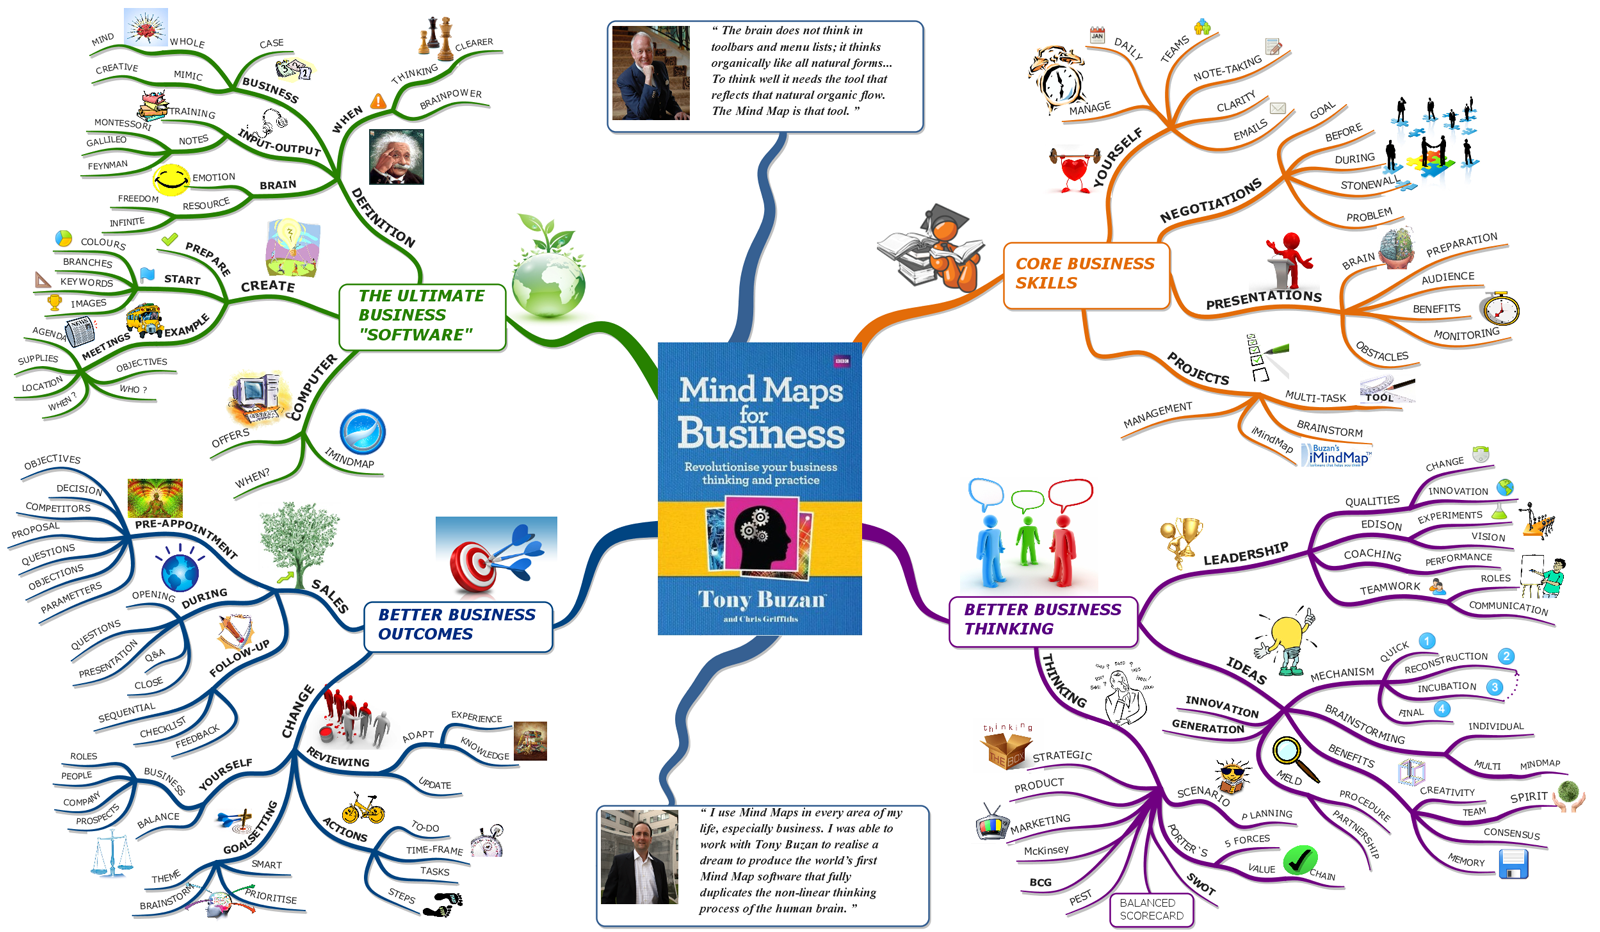 “ The brain does not think in
toolbars and menu lists; it thinks
organically like all natural forms...
To think well it needs the tool that
reflects that natural organic flow.
The Mind Map is that tool. ”
THE ULTIMATE
BUSINESS
"SOFTWARE"
DEFINITION
BUSINESS
MIND
WHOLE
CREATIVE
MIMIC
CASE
INPUT-OUTPUT
TRAINING
MONTESSORI
GALLILEO
FEYNMAN
NOTES
BRAIN
EMOTION
FREEDOM
INFINITE
RESOURCE
WHEN
THINKING
CLEARER
BRAINPOWER
CREATE
PREPARE
START
COLOURS
BRANCHES
KEYWORDS
IMAGES
EXAMPLE
MEETINGS
AGENDA
SUPPLIES
LOCATION
WHEN ?
OBJECTIVES
WHO ?
NEWS
COMPUTER
OFFERS
WHEN?
IMINDMAP
CORE BUSINESS
SKILLS
YOURSELF
JAN
DAILY
TEAMS
NOTE-TAKING
CLARITY
EMAILS
MANAGE
NEGOTIATIONS
GOAL
BEFORE
DURING
STONEWALL
PROBLEM
PRESENTATIONS
BRAIN
PREPARATION
AUDIENCE
BENEFITS
MONITORING
OBSTACLES
PROJECTS
MANAGEMENT
MULTI-TASK
TOOL
BRAINSTORM
iMindMap
Buzan's
iMindMap™
BBC
Mind Maps
for
Business
Revolutionise your business
thinking and practice
Tony Buzan™
and Chris Griffiths
BETTER BUSINESS
OUTCOMES
SALES
PRE-APPOINTMENT
OBJECTIVES
DECISION
COMPETITORS
PROPOSAL
QUESTIONS
OBJECTIONS
PARAMETTERS
DURING
OPENING
QUESTIONS
PRESENTATION
Q&A
CLOSE
FOLLOW-UP
SEQUENTIAL
CHECKLIST
FEEDBACK
CHANGE
REVIEWING
ADAPT
EXPERIENCE
KNOWLEDGE
UPDATE
YOURSELF
BUSINESS
ROLES
PEOPLE
COMPANY
PROSPECTS
BALANCE
GOALSETTING
THEME
BRAINSTORM
SMART
PRIORITISE
ACTIONS
TO-DO
TIME-FRAME
TASKS
STEPS
BETTER BUSINESS
THINKING
LEADERSHIP
QUALITIES
CHANGE
INNOVATION
EDISON
EXPERIMENTS
VISION
COACHING
PERFORMANCE
TEAMWORK
ROLES
COMMUNICATION
IDEAS
MECHANISM
QUICK
1
RECONSTRUCTION
2
INCUBATION
3
FINAL
4
BRAINSTORMING
INDIVIDUAL
MULTI
MINDMAP
BENEFITS
CREATIVITY
TEAM
SPIRIT
CONSENSUS
MEMORY
MELD
PROCEDURE
PARTNERSHIP
INNOVATION
GENERATION
THINKING
thinking
THE BOX
STRATEGIC
PRODUCT
MARKETING
McKinsey
BCG
PEST
BALANCED
SCORECARD
SWOT
PORTER'S
5 FORCES
VALUE
CHAIN
SCENARIO
PLANNING
“ I use Mind Maps in every area of my
life, especially business. I was able to
work with Tony Buzan to realise a
dream to produce the world’s first
Mind Map software that fully
duplicates the non-linear thinking
process of the human brain. ”